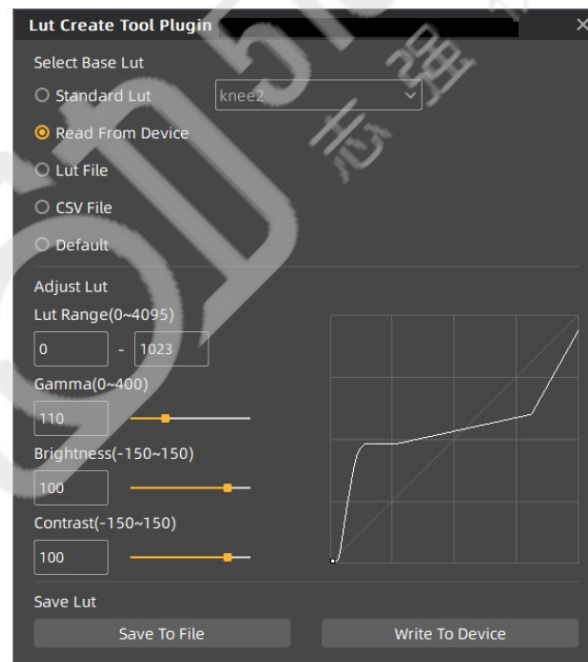 Lut Create Tool Plugin
Select Base Lut
Standard Lut
knee2
Read From Device
Lut File
CSV File
Default
Adjust Lut
Lut Range(0~4095)
0 - 1023
Gamma(0~400)
110
Brightness(-150~150)
100
Contrast(-150~150)
100
Save Lut
Save To File
Write To Device
志强